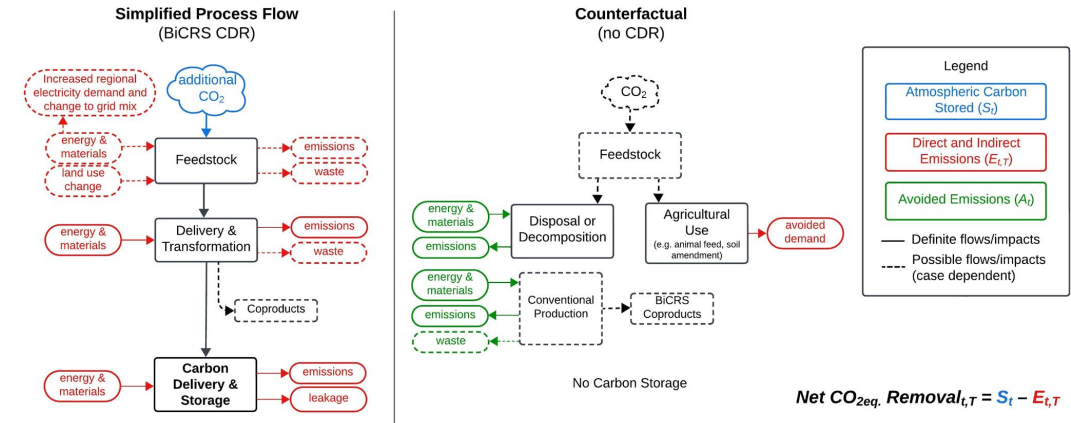 Simplified Process Flow
(BiCRS CDR)
Increased regional
electricity demand and
change to grid mix
additional
CO₂
energy &
materials
land use
change
Feedstock
emissions
waste
energy &
materials
Delivery &
Transformation
emissions
waste
Coproducts
energy &
materials
Carbon
Delivery &
Storage
emissions
leakage
Counterfactual
(no CDR)
CO₂
Feedstock
energy &
materials
emissions
Disposal or
Decomposition
Agricultural
Use
(e.g. animal feed, soil
amendment)
avoided
demand
energy &
materials
emissions
waste
Conventional
Production
BiCRS
Coproducts
No Carbon Storage
Legend
Atmospheric Carbon
Stored (Sₜ)
Direct and Indirect
Emissions (Eₜ,T)
Avoided Emissions (Aₜ)
Definite flows/impacts
Possible flows/impacts
(case dependent)
Net CO₂eq. Removalₜ,T = Sₜ – Eₜ,T